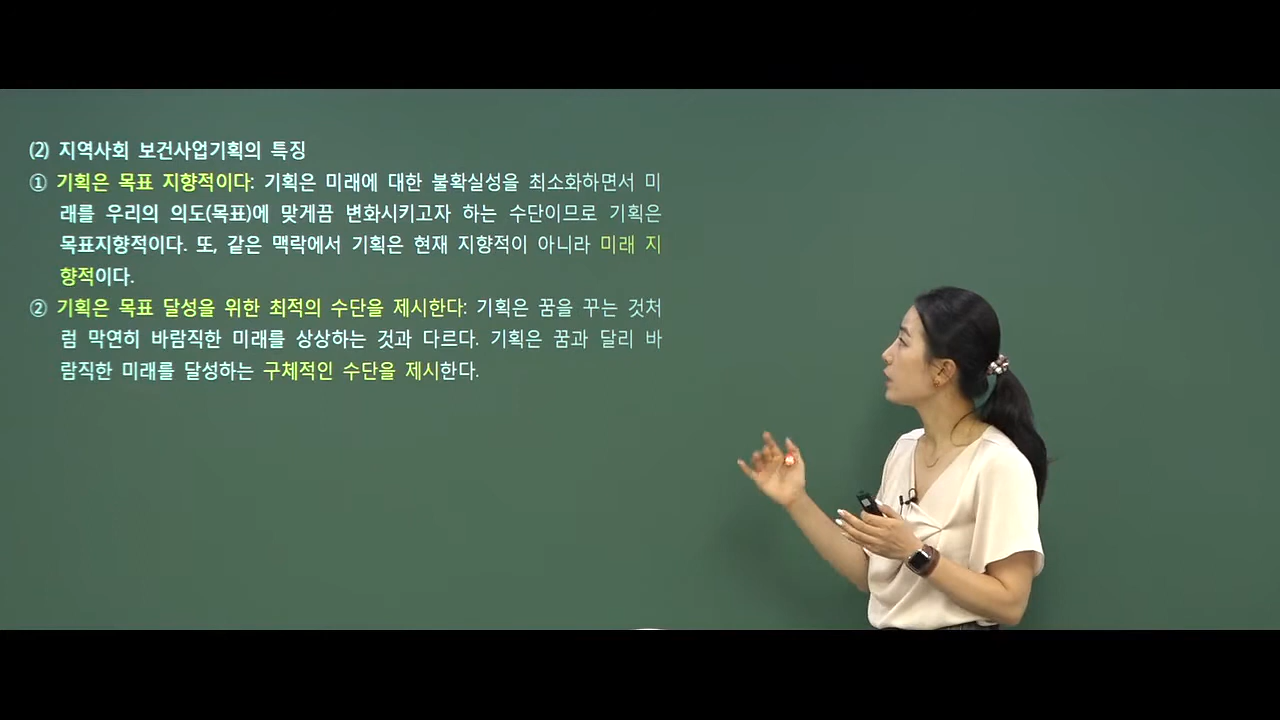 (2) 지역사회 보건사업기획의 특징
① 기획은 목표 지향적이다: 기획은 미래에 대한 불확실성을 최소화하면서 미
래를 우리의 의도(목표)에 맞게끔 변화시키고자 하는 수단이므로 기획은
목표지향적이다. 또, 같은 맥락에서 기획은 현재 지향적이 아니라 미래 지
향적이다.
② 기획은 목표 달성을 위한 최적의 수단을 제시한다: 기획은 꿈을 꾸는 것처
럼 막연히 바람직한 미래를 상상하는 것과 다르다. 기획은 꿈과 달리 바
람직한 미래를 달성하는 구체적인 수단을 제시한다.